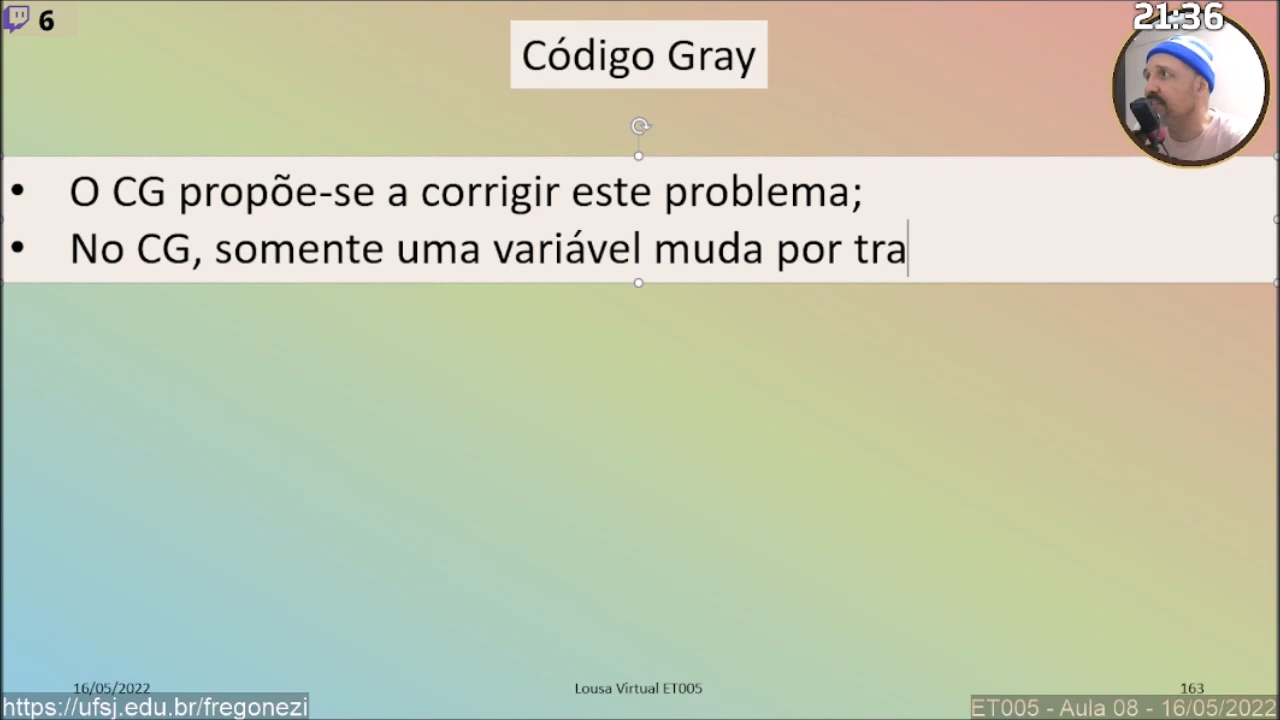 6
21:36
Código Gray
• O CG propõe-se a corrigir este problema;
• No CG, somente uma variável muda por tra
16/05/2022
Lousa Virtual ET005
163
https://ufsj.edu.br/fregonezi
ET005 - Aula 08 - 16/05/2022